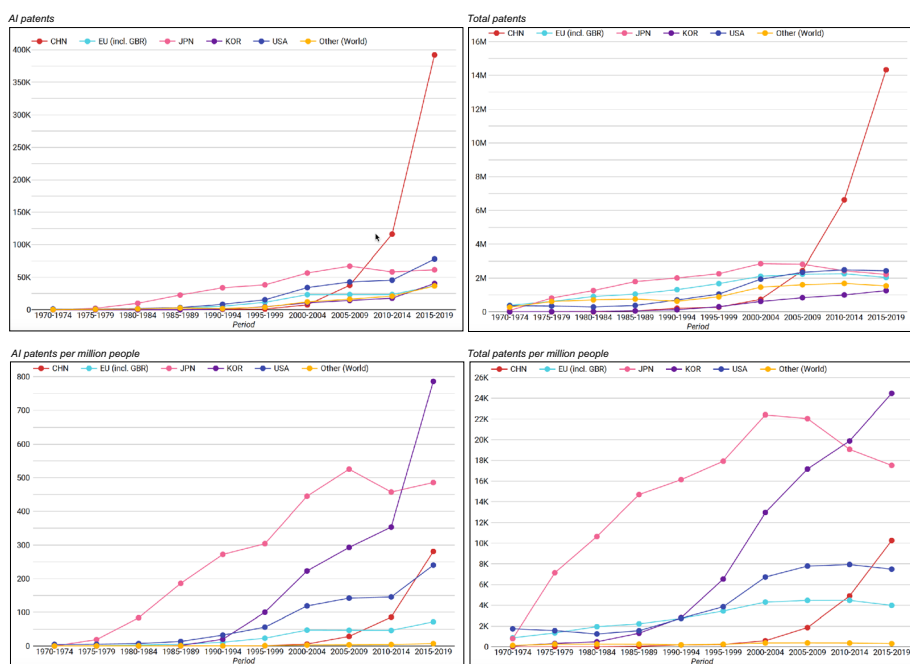 AI patents
CHN EU (incl. GBR) JPN KOR USA Other (World)
400K
350K
300K
250K
200K
150K
100K
50K
0
1970-1974 1975-1979 1980-1984 1985-1989 1990-1994 1995-1999 2000-2004 2005-2009 2010-2014 2015-2019
Period
Total patents
CHN EU (incl. GBR) JPN KOR USA Other (World)
16M
14M
12M
10M
8M
6M
4M
2M
0
1970-1974 1975-1979 1980-1984 1985-1989 1990-1994 1995-1999 2000-2004 2005-2009 2010-2014 2015-2019
Period
AI patents per million people
CHN EU (incl. GBR) JPN KOR USA Other (World)
800
700
600
500
400
300
200
100
0
1970-1974 1975-1979 1980-1984 1985-1989 1990-1994 1995-1999 2000-2004 2005-2009 2010-2014 2015-2019
Period
Total patents per million people
CHN EU (incl. GBR) JPN KOR USA Other (World)
26K
24K
22K
20K
18K
16K
14K
12K
10K
8K
6K
4K
2K
0
1970-1974 1975-1979 1980-1984 1985-1989 1990-1994 1995-1999 2000-2004 2005-2009 2010-2014 2015-2019
Period